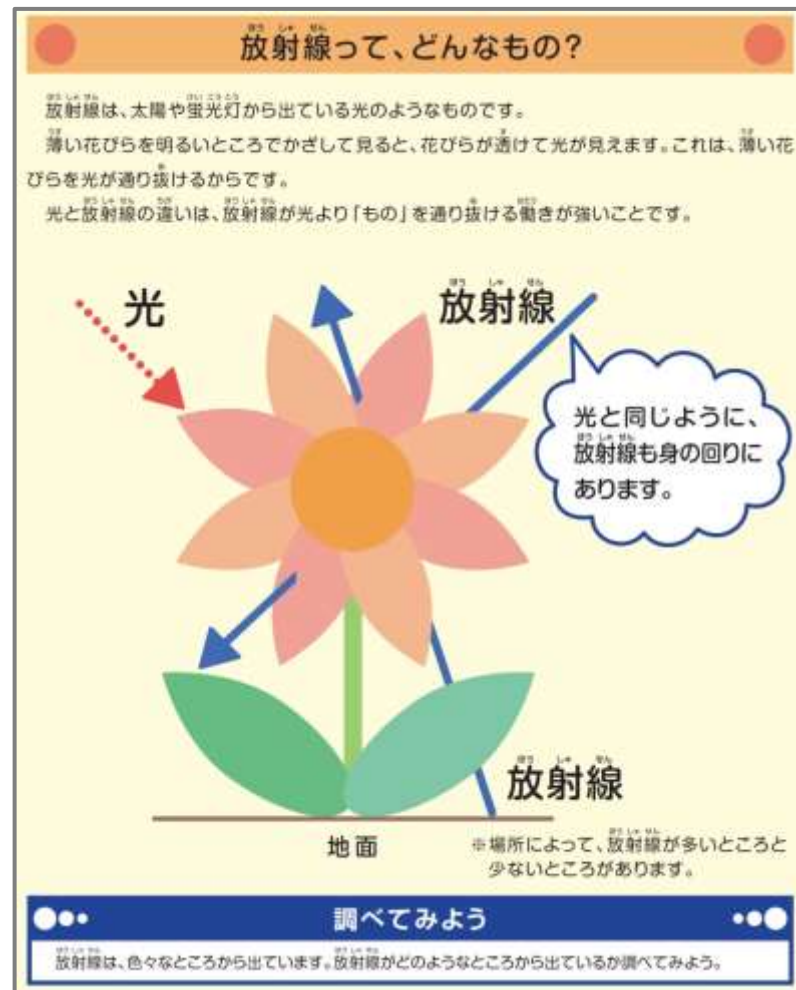 放射線って、どんなもの?
放射線は、太陽や蛍光灯から出ている光のようなものです。
薄い花びらを明るいところでかざして見ると、花びらが透けて光が見えます。これは、薄い花
びらを光が通り抜けるからです。
光と放射線の違いは、放射線が光より「もの」を通り抜ける働きが強いことです。
光
放射線
光と同じように、
放射線も身の回りに
あります。
放射線
地面
※場所によって、放射線が多いところと
少ないところがあります。
調べてみよう
放射線は、色々なところから出ています。放射線がどのようなところから出ているか調べてみよう。